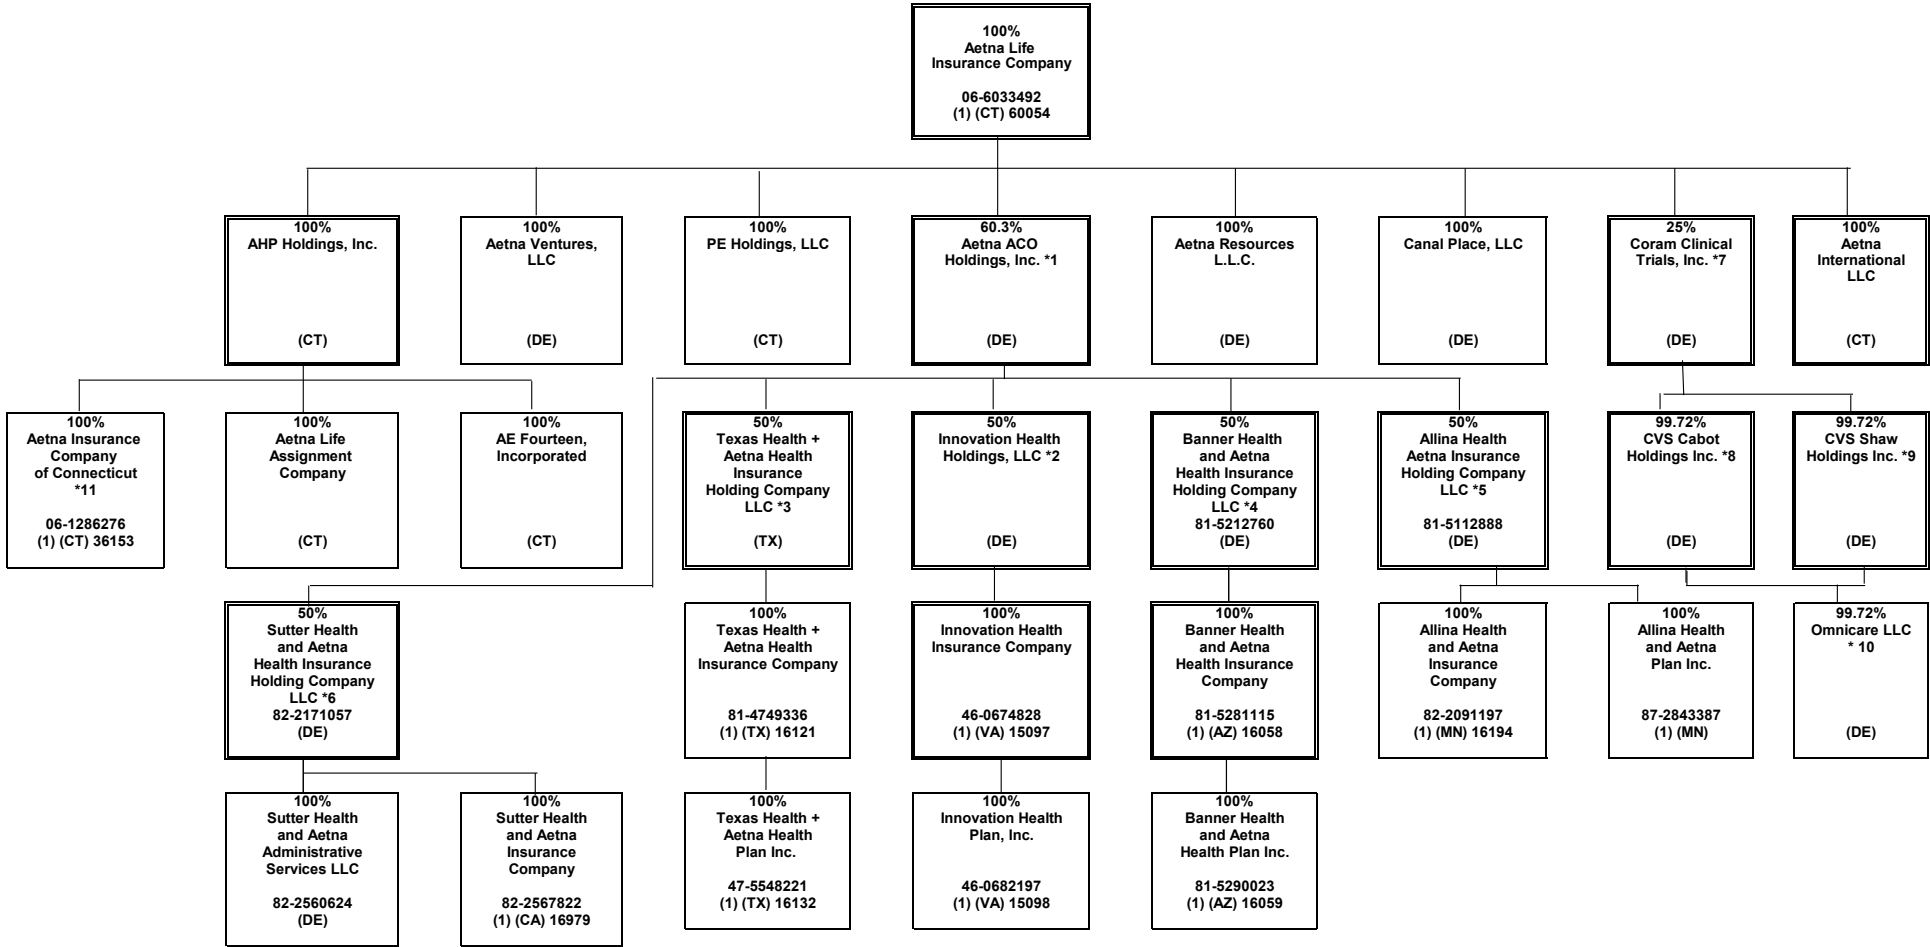 100%
Aetna Life
Insurance Company
06-6033492
(1) (CT) 60054
100%
AHP Holdings, Inc.
(CT)
100%
Aetna Ventures,
LLC
(DE)
100%
PE Holdings, LLC
(CT)
60.3%
Aetna ACO
Holdings, Inc. *1
(DE)
100%
Aetna Resources
L.L.C.
(DE)
100%
Canal Place, LLC
(DE)
25%
Coram Clinical
Trials, Inc. *7
(DE)
100%
Aetna
International
LLC
(CT)
100%
Aetna Insurance
Company
of Connecticut
*11
06-1286276
(1) (CT) 36153
100%
Aetna Life
Assignment
Company
(CT)
100%
AE Fourteen,
Incorporated
(CT)
50%
Texas Health +
Aetna Health
Insurance
Holding Company
LLC *3
(TX)
50%
Innovation Health
Holdings, LLC *2
(DE)
50%
Banner Health
and Aetna
Health Insurance
Holding Company
LLC *4
81-5212760
(DE)
50%
Allina Health
Aetna Insurance
Holding Company
LLC *5
81-5112888
(DE)
99.72%
CVS Cabot
Holdings Inc. *8
(DE)
99.72%
CVS Shaw
Holdings Inc. *9
(DE)
50%
Sutter Health
and Aetna
Health Insurance
Holding Company
LLC *6
82-2171057
(DE)
100%
Texas Health +
Aetna Health
Insurance Company
81-4749336
(1) (TX) 16121
100%
Innovation Health
Insurance Company
46-0674828
(1) (VA) 15097
100%
Banner Health
and Aetna
Health Insurance
Company
81-5281115
(1) (AZ) 16058
100%
Allina Health
and Aetna
Insurance
Company
82-2091197
(1) (MN) 16194
100%
Allina Health
and Aetna
Plan Inc.
87-2843387
(1) (MN)
99.72%
Omnicare LLC
* 10
(DE)
100%
Sutter Health
and Aetna
Administrative
Services LLC
82-2560624
(DE)
100%
Sutter Health
and Aetna
Insurance
Company
82-2567822
(1) (CA) 16979
100%
Texas Health +
Aetna Health
Plan Inc.
47-5548221
(1) (TX) 16132
100%
Innovation Health
Plan, Inc.
46-0682197
(1) (VA) 15098
100%
Banner Health
and Aetna
Health Plan Inc.
81-5290023
(1) (AZ) 16059